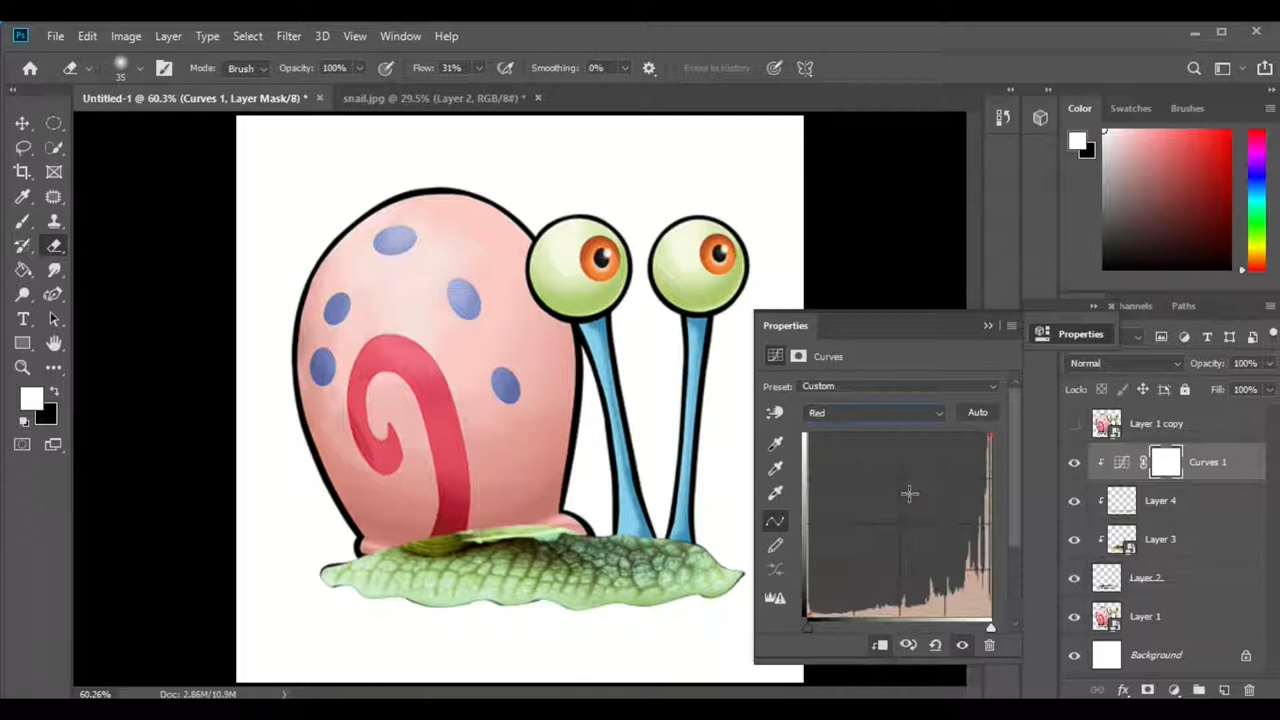 Ps File Edit Image Layer Type Select Filter 3D View Window Help
35 Mode: Brush Opacity: 100% Flow: 31% Smoothing: 0% Erase to History
Untitled-1 @ 60.3% (Curves 1, Layer Mask/8) * × snail.jpg @ 29.5% (Layer 2, RGB/8#) * ×
Color Swatches Brushes
hannels Paths
Properties
Properties
Curves
Preset: Custom
Red Auto
Normal Opacity: 100%
Lock: Fill: 100%
Layer 1 copy
Curves 1
Layer 4
Layer 3
Layer 2
Layer 1
Background
60.26% Doc: 2.86M/10.9M